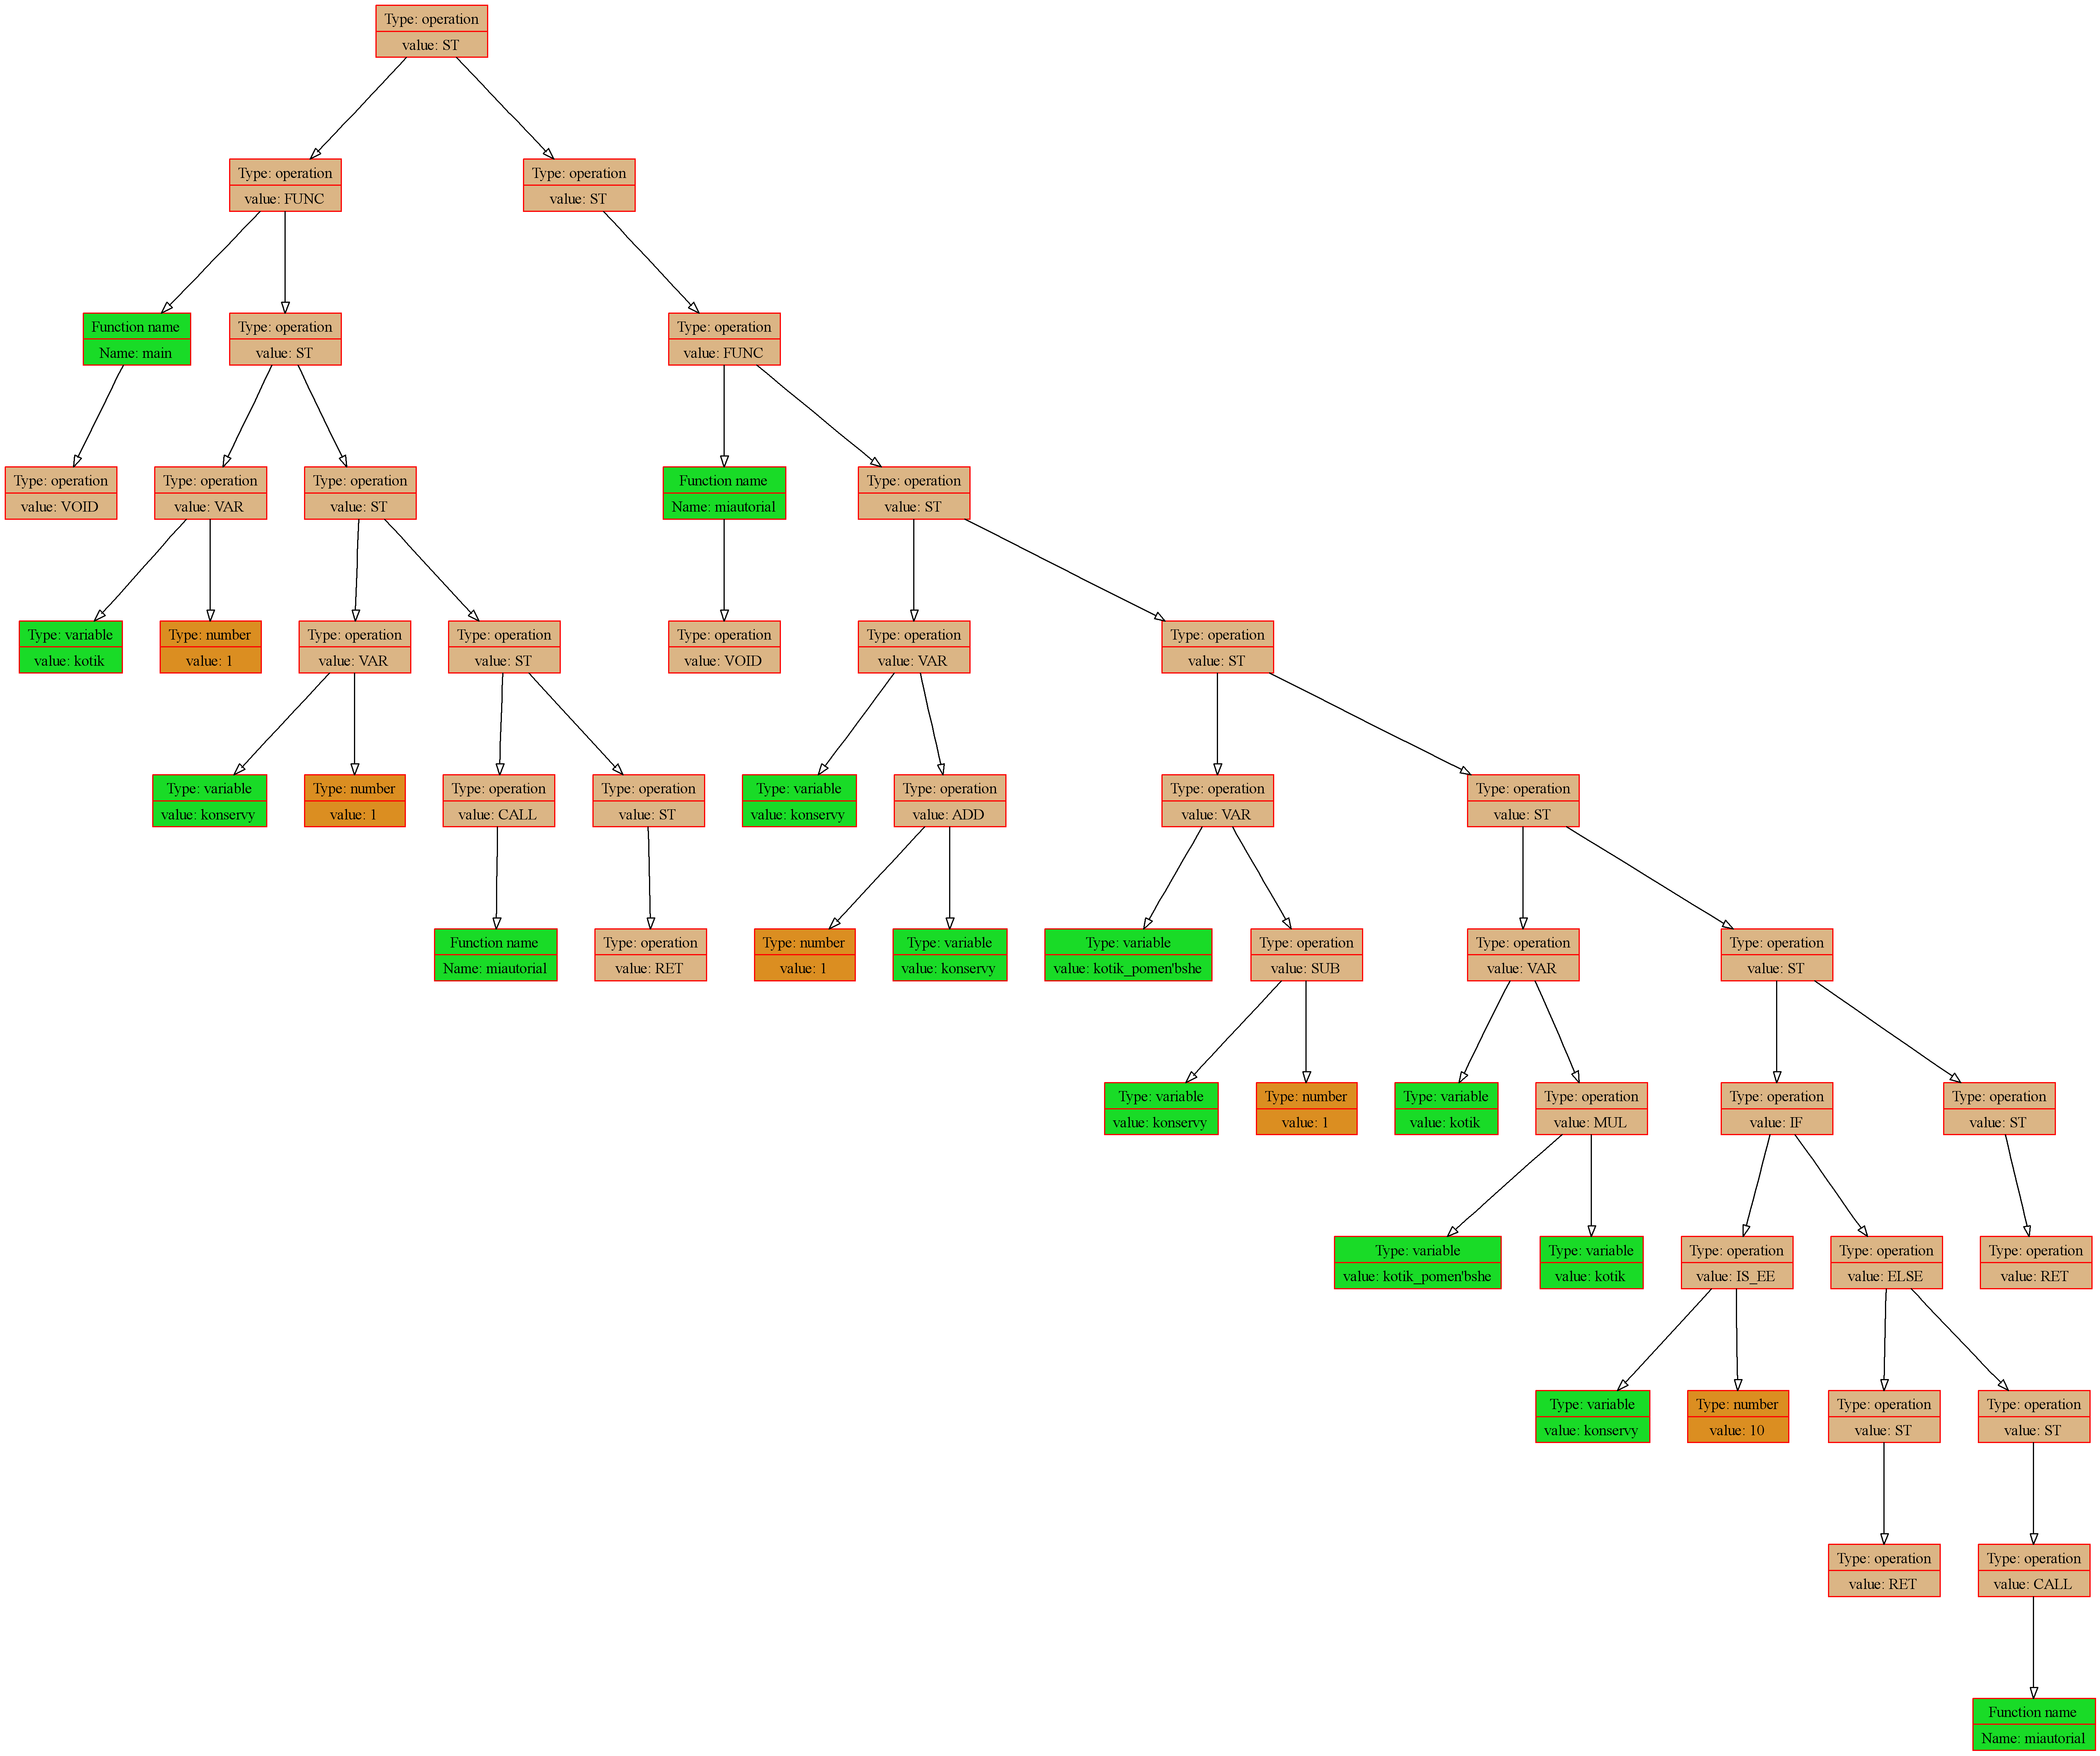 Type: operation
value: ST
Type: operation
value: FUNC
Type: operation
value: ST
Function name
Name: main
Type: operation
value: ST
Type: operation
value: FUNC
Type: operation
value: VOID
Type: operation
value: VAR
Type: operation
value: ST
Function name
Name: miautorial
Type: operation
value: ST
Type: variable
value: kotik
Type: number
value: 1
Type: operation
value: VAR
Type: operation
value: ST
Type: operation
value: VOID
Type: operation
value: VAR
Type: operation
value: ST
Type: variable
value: konservy
Type: number
value: 1
Type: operation
value: CALL
Type: operation
value: ST
Type: variable
value: konservy
Type: operation
value: ADD
Type: operation
value: VAR
Type: operation
value: ST
Function name
Name: miautorial
Type: operation
value: RET
Type: number
value: 1
Type: variable
value: konservy
Type: variable
value: kotik_pomen'bshe
Type: operation
value: SUB
Type: operation
value: VAR
Type: operation
value: ST
Type: variable
value: konservy
Type: number
value: 1
Type: variable
value: kotik
Type: operation
value: MUL
Type: operation
value: IF
Type: operation
value: ST
Type: variable
value: kotik_pomen'bshe
Type: variable
value: kotik
Type: operation
value: IS_EE
Type: operation
value: ELSE
Type: operation
value: RET
Type: variable
value: konservy
Type: number
value: 10
Type: operation
value: ST
Type: operation
value: ST
Type: operation
value: RET
Type: operation
value: CALL
Function name
Name: miautorial